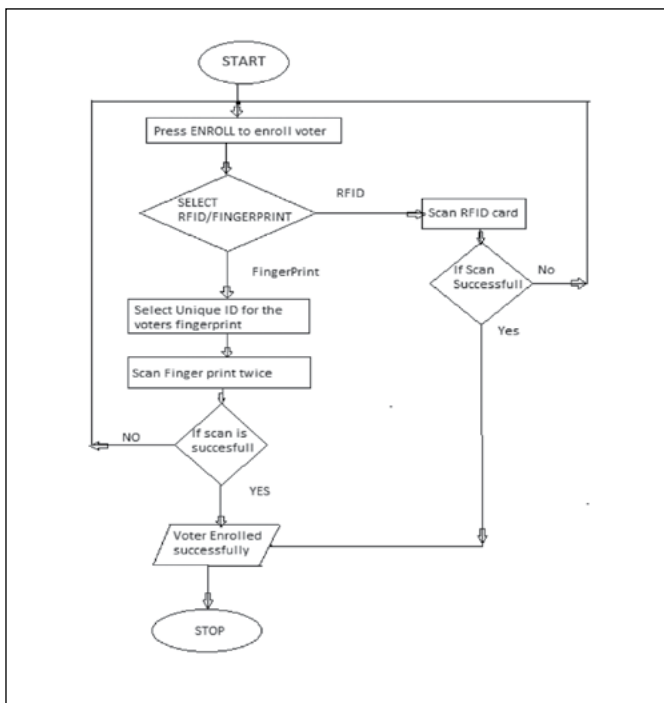 START
Press ENROLL to enroll voter
SELECT
RFID/FINGERPRINT
RFID
Scan RFID card
If Scan
Successfull
No
Yes
FingerPrint
Select Unique ID for the
voters fingerprint
Scan Finger print twice
If scan is
succesfull
NO
YES
Voter Enrolled
successfully
STOP